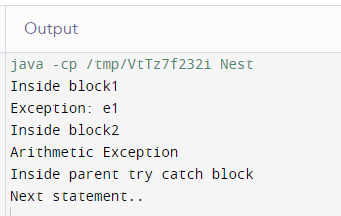 Output
java -cp /tmp/VtTz7f232i Nest
Inside block1
Exception: e1
Inside block2
Arithmetic Exception
Inside parent try catch block
Next statement..